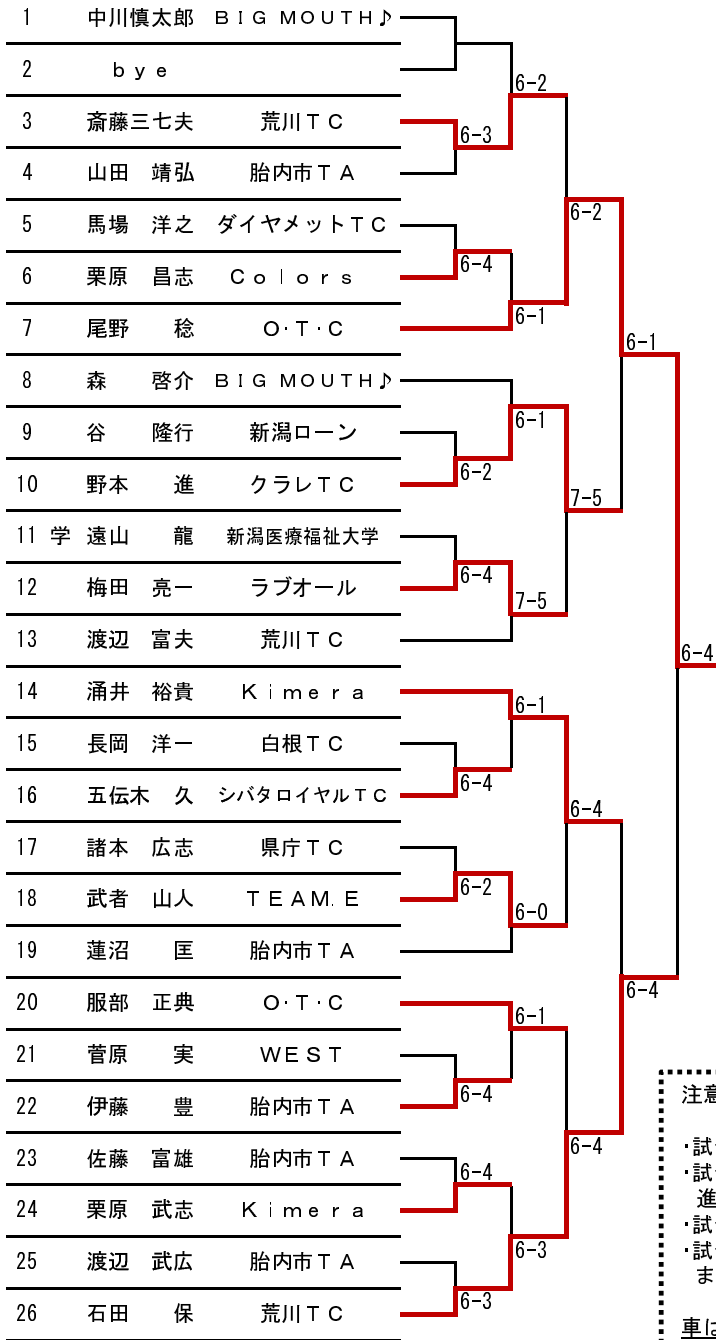 1 中川慎太郎 ＢＩＧ ＭＯＵＴＨ♪
2 ｂｙｅ
6-2
3 斎藤三七夫 荒川ＴＣ
6-3
4 山田 靖弘 胎内市ＴＡ
6-2
5 馬場 洋之 ダイヤメットＴＣ
6-4
6 栗原 昌志 Ｃｏｌｏｒｓ
6-1
7 尾野 稔 Ｏ・Ｔ・Ｃ
6-1
8 森 啓介 ＢＩＧ ＭＯＵＴＨ♪
6-1
9 谷 隆行 新潟ローン
6-2
10 野本 進 クラレＴＣ
7-5
11 学 遠山 龍 新潟医療福祉大学
6-4
12 梅田 亮一 ラブオール
7-5
13 渡辺 富夫 荒川ＴＣ
6-4
14 涌井 裕貴 Ｋｉｍｅｒａ
6-1
15 長岡 洋一 白根ＴＣ
6-4
16 五伝木 久 シバタロイヤルＴＣ
6-4
17 諸本 広志 県庁ＴＣ
6-2
18 武者 山人 ＴＥＡＭ．Ｅ
6-0
19 蓮沼 匡 胎内市ＴＡ
6-4
20 服部 正典 Ｏ・Ｔ・Ｃ
6-1
21 菅原 実 ＷＥＳＴ
6-4
22 伊藤 豊 胎内市ＴＡ
6-4
23 佐藤 富雄 胎内市ＴＡ
6-4
24 栗原 武志 Ｋｉｍｅｒａ
6-3
25 渡辺 武広 胎内市ＴＡ
6-3
26 石田 保 荒川ＴＣ
注意
・試
・試
進
・試
・試
ま
車は